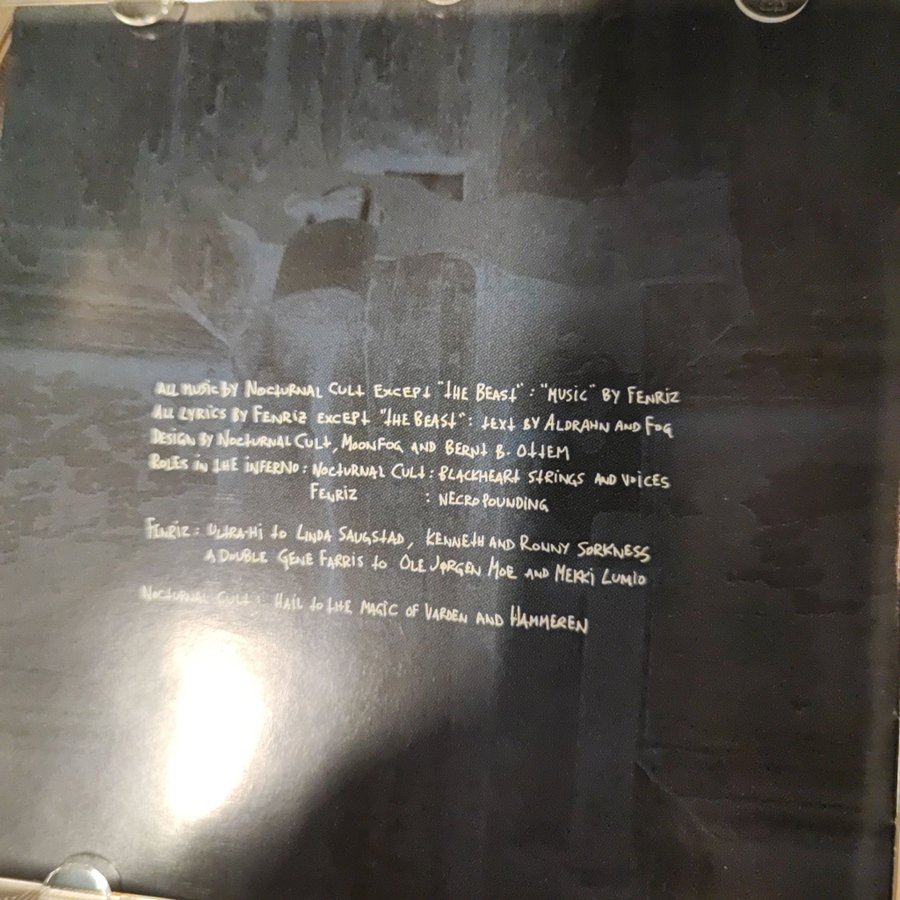 All music by Nocturnal Cult except "The Beast" : "music" by Fenriz
All lyrics by Fenriz except "The Beast" : text by Aldrahn and Fog
Design by Nocturnal Cult, Moonfog and Bernt B. Ottem
Roles in the inferno : Nocturnal Cult : Blackheart strings and voices
Fenriz : Necro pounding
Fenriz : Ultra-hi to Linda Saugstad, Kenneth and Ronny Sorkness
A double Gene Farris to Ole Jørgen Moe and Mekki Lumio
Nocturnal Cult : Hail to the magic of Varden and Hammeren